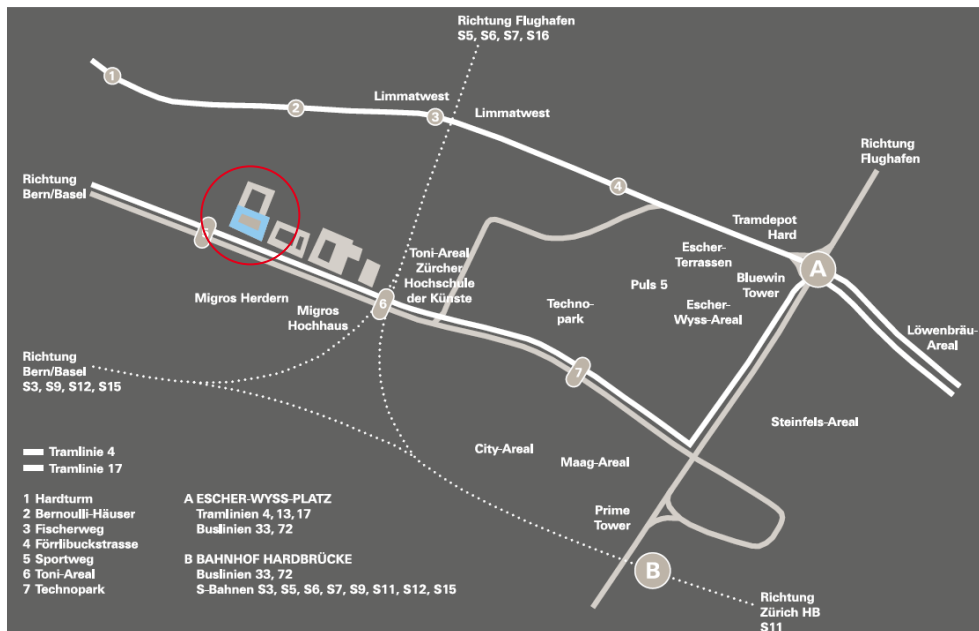 Richtung Flughafen
S5, S6, S7, S16
1
2
Limmatwest
3
Limmatwest
4
Richtung
Flughafen
Richtung
Bern/Basel
Tramdepot
Hard
A
5
Toni-Areal
Zürcher
Hochschule
der Künste
Escher-
Terrassen
Puls 5
Bluewin
Tower
Migros Herdern
Migros
Hochhaus
6
Techno-
park
Escher-
Wyss-Areal
Löwenbräu-
Areal
Richtung
Bern/Basel
S3, S9, S12, S15
7
Steinfels-Areal
City-Areal
Maag-Areal
Prime
Tower
B
Richtung
Zürich HB
S11
Tramlinie 4
Tramlinie 17
1 Hardturm
2 Bernoulli-Häuser
3 Fischerweg
4 Förrlibuckstrasse
5 Sportweg
6 Toni-Areal
7 Technopark
A ESCHER-WYSS-PLATZ
Tramlinien 4, 13, 17
Buslinien 33, 72
B BAHNHOF HARDBRÜCKE
Buslinien 33, 72
S-Bahnen S3, S5, S6, S7, S9, S11, S12, S15